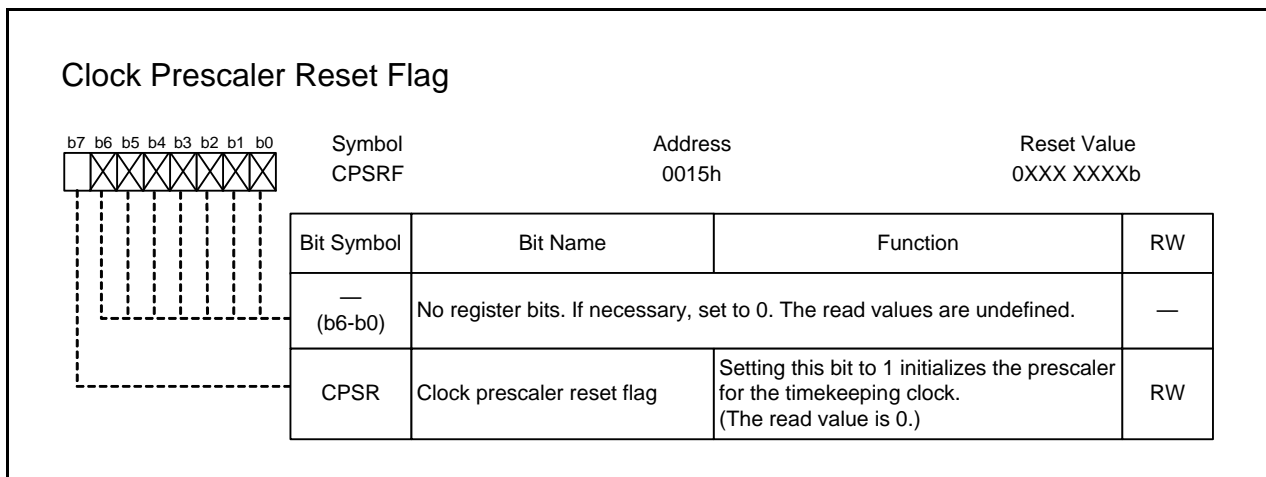 Clock Prescaler Reset Flag
b7 b6 b5 b4 b3 b2 b1 b0
Symbol Address Reset Value
CPSRF 0015h 0XXX XXXXb
Bit Symbol Bit Name Function RW
— (b6-b0) No register bits. If necessary, set to 0. The read values are undefined. —
CPSR Clock prescaler reset flag Setting this bit to 1 initializes the prescaler
for the timekeeping clock.
(The read value is 0.) RW